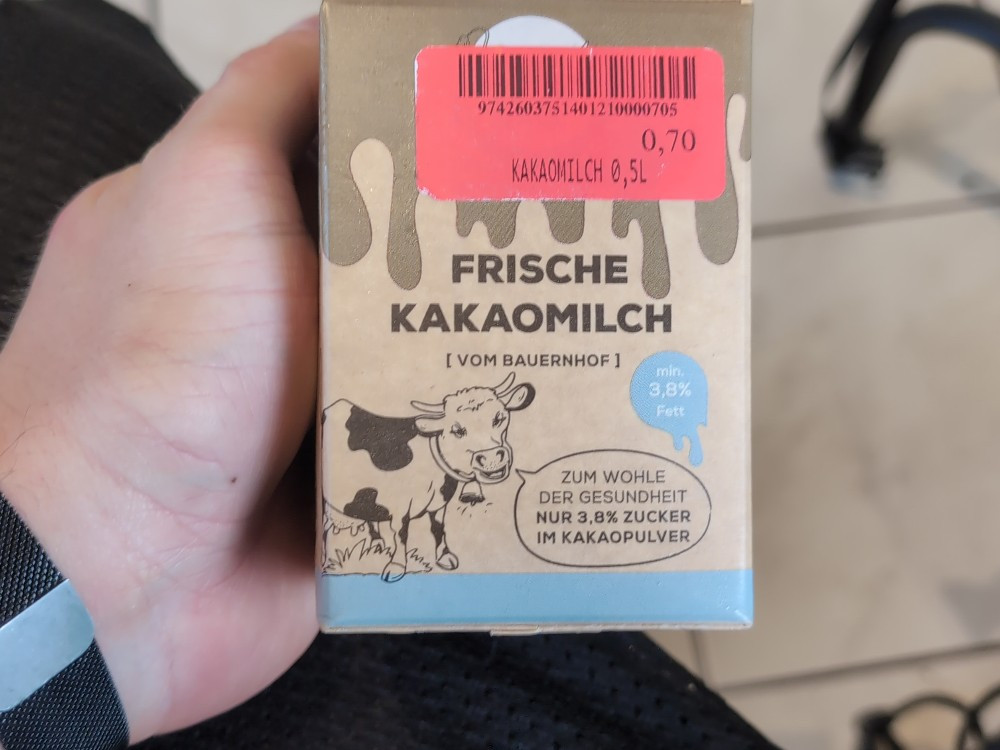 9742603751401210000705
0,70
KAKAOMILCH 0,5L
FRISCHE
KAKAOMILCH
[ VOM BAUERNHOF ]
min.
3,8%
Fett
ZUM WOHLE
DER GESUNDHEIT
NUR 3,8% ZUCKER
IM KAKAOPULVER